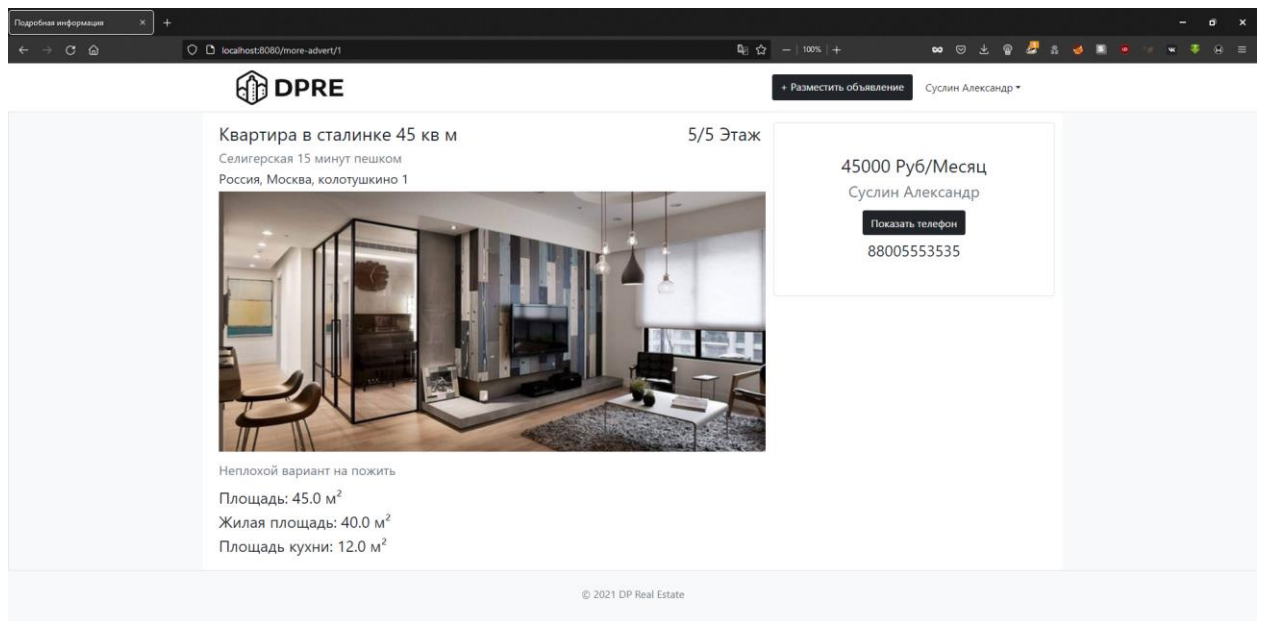 Подробная информация
localhost:8080/more-advert/1
100%
DPRE
+ Разместить объявление
Суслин Александр
Квартира в сталинке 45 кв м
5/5 Этаж
Селигерская 15 минут пешком
Россия, Москва, колотушкино 1
45000 Руб/Месяц
Суслин Александр
Показать телефон
88005553535
Неплохой вариант на пожить
Площадь: 45.0 м²
Жилая площадь: 40.0 м²
Площадь кухни: 12.0 м²
© 2021 DP Real Estate